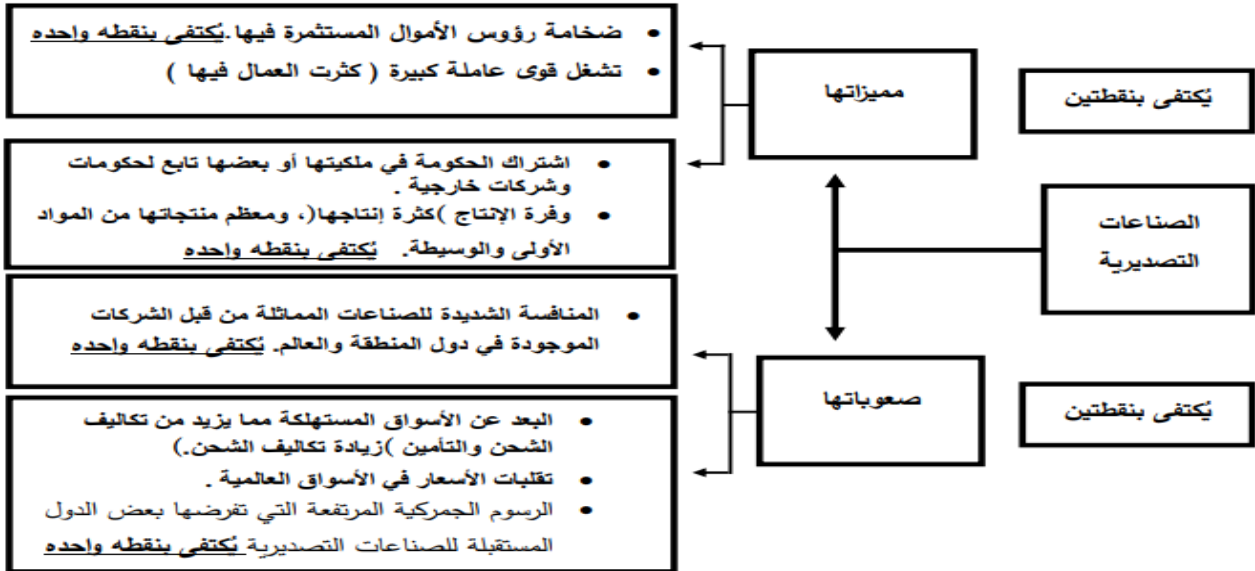 الصناعات
التصديرية
يُكتفى بنقطتين
مميزاتها
• ضخامة رؤوس الأموال المستثمرة فيها.يُكتفى بنقطه واحده
• تشغل قوى عاملة كبيرة ( كثرت العمال فيها )
• اشتراك الحكومة في ملكيتها أو بعضها تابع لحكومات
وشركات خارجية .
• وفرة الإنتاج )كثرة إنتاجها(، ومعظم منتجاتها من المواد
الأولى والوسيطة. يُكتفى بنقطه واحده
يُكتفى بنقطتين
صعوباتها
• المنافسة الشديدة للصناعات المماثلة من قبل الشركات
الموجودة في دول المنطقة والعالم. يُكتفى بنقطه واحده
• البعد عن الأسواق المستهلكة مما يزيد من تكاليف
الشحن والتأمين )زيادة تكاليف الشحن.)
• تقلبات الأسعار في الأسواق العالمية .
• الرسوم الجمركية المرتفعة التي تفرضها بعض الدول
المستقبلة للصناعات التصديرية يُكتفى بنقطه واحده